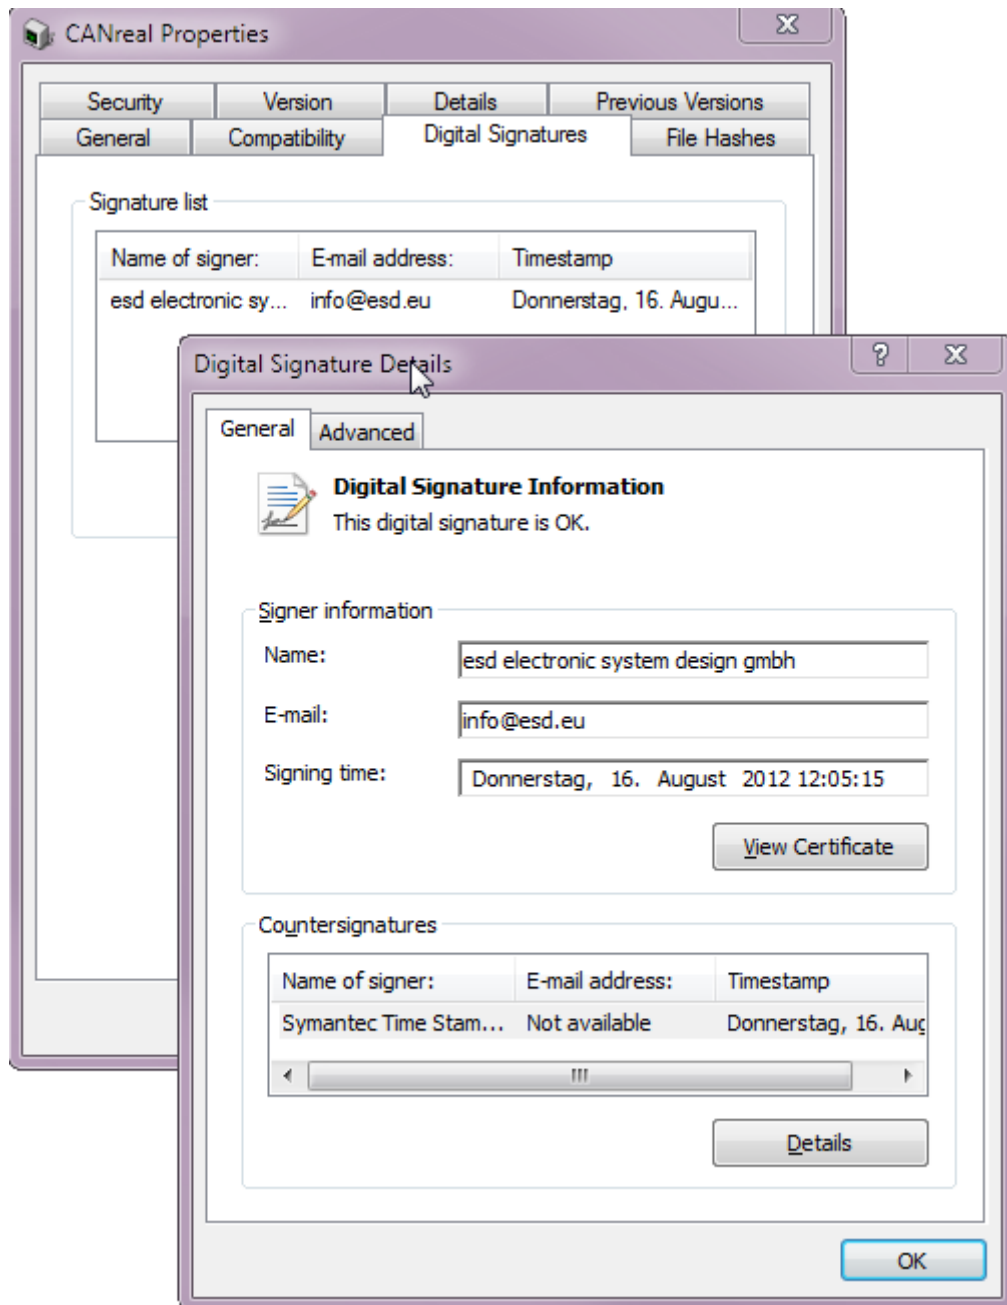 CANreal Properties
Security Version Details Previous Versions
General Compatibility Digital Signatures File Hashes
Signature list
Name of signer: E-mail address: Timestamp
esd electronic sy... info@esd.eu Donnerstag, 16. Augu...
Digital Signature Details
General Advanced
Digital Signature Information
This digital signature is OK.
Signer information
Name: esd electronic system design gmbh
E-mail: info@esd.eu
Signing time: Donnerstag, 16. August 2012 12:05:15
View Certificate
Countersignatures
Name of signer: E-mail address: Timestamp
Symantec Time Stam... Not available Donnerstag, 16. Aug
Details
OK